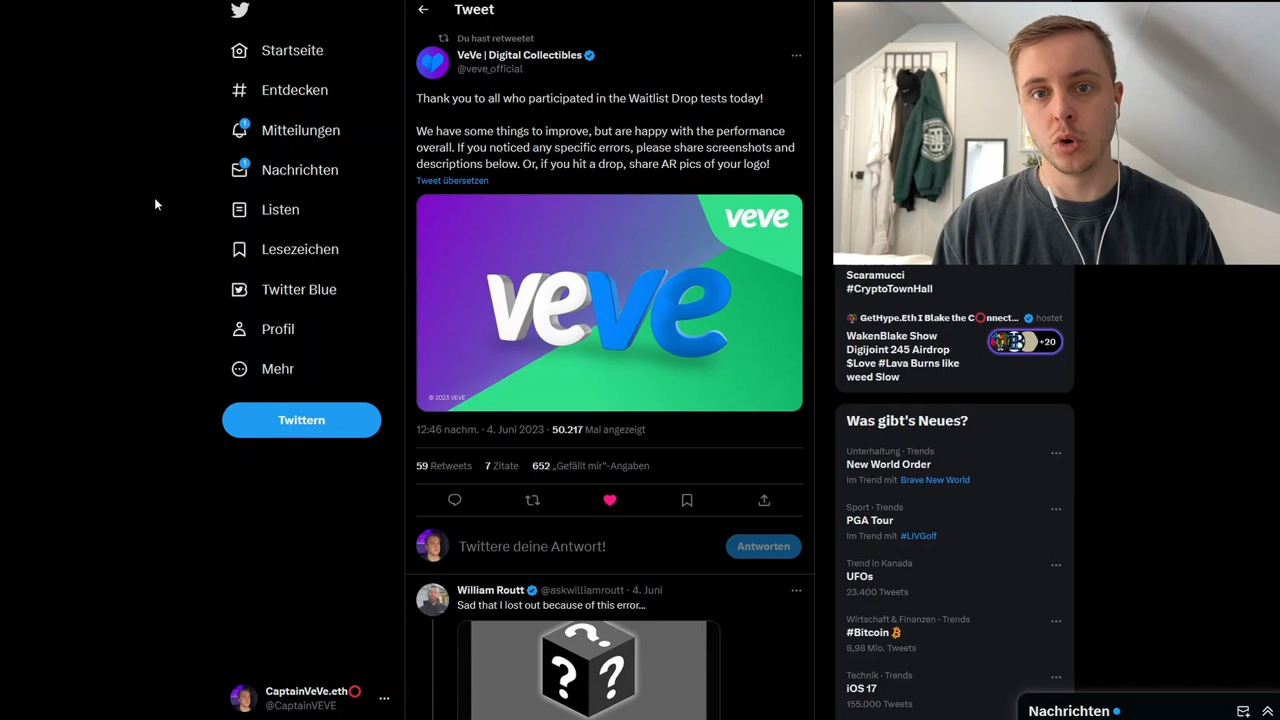 Startseite
Entdecken
1
Mitteilungen
1
Nachrichten
Listen
Lesezeichen
Twitter Blue
Profil
Mehr
Twittern
CaptainVeVe.eth⭕
@CaptainVEVE
Tweet
Du hast retweetet
VeVe | Digital Collectibles
@veve_official
Thank you to all who participated in the Waitlist Drop tests today!
We have some things to improve, but are happy with the performance
overall. If you noticed any specific errors, please share screenshots and
descriptions below. Or, if you hit a drop, share AR pics of your logo!
Tweet übersetzen
veve
veve
© 2023 VEVE
12:46 nachm. · 4. Juni 2023 · 50.217 Mal angezeigt
59 Retweets 7 Zitate 652 „Gefällt mir“-Angaben
Twittere deine Antwort!
Antworten
William Routt @askwilliamroutt · 4. Juni
Sad that I lost out because of this error...
? ? ?
Scaramucci
#CryptoTownHall
GetHype.Eth I Blake the C⭕nnect... hostet
WakenBlake Show
Digijoint 245 Airdrop
$Love #Lava Burns like
weed Slow
+20
Was gibt's Neues?
Unterhaltung · Trends
New World Order
Im Trend mit Brave New World
Sport · Trends
PGA Tour
Im Trend mit #LIVGolf
Trend in Kanada
UFOs
23.400 Tweets
Wirtschaft & Finanzen · Trends
#Bitcoin
8,98 Mio. Tweets
Technik · Trends
iOS 17
155.000 Tweets
Nachrichten